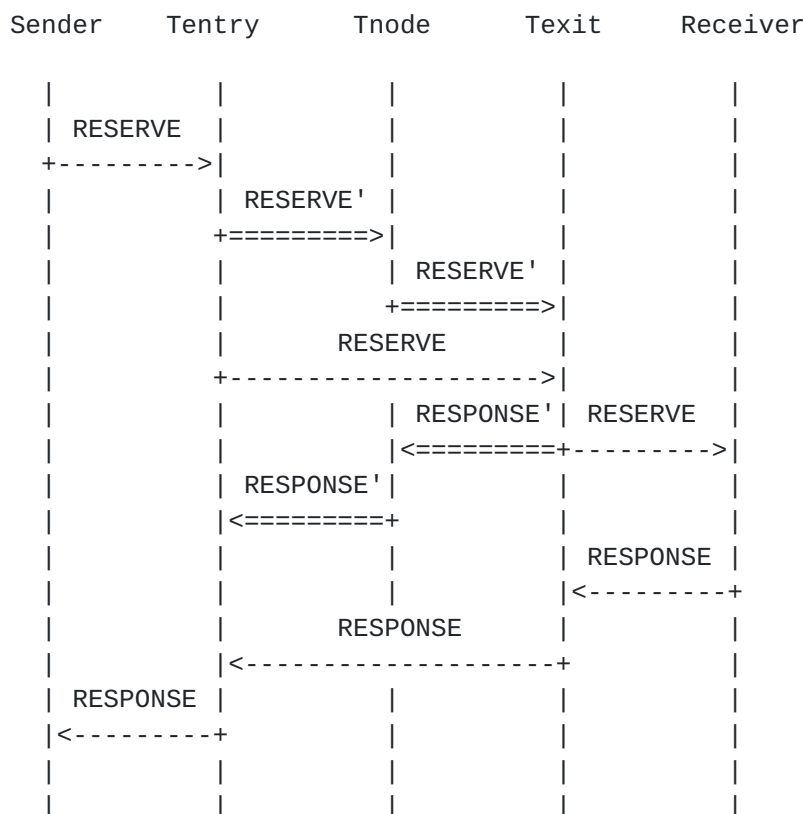 Sender Tentry Tnode Texit Receiver
RESERVE
RESERVE'
RESERVE'
RESERVE
RESPONSE' RESERVE
RESPONSE'
RESPONSE
RESPONSE
RESPONSE